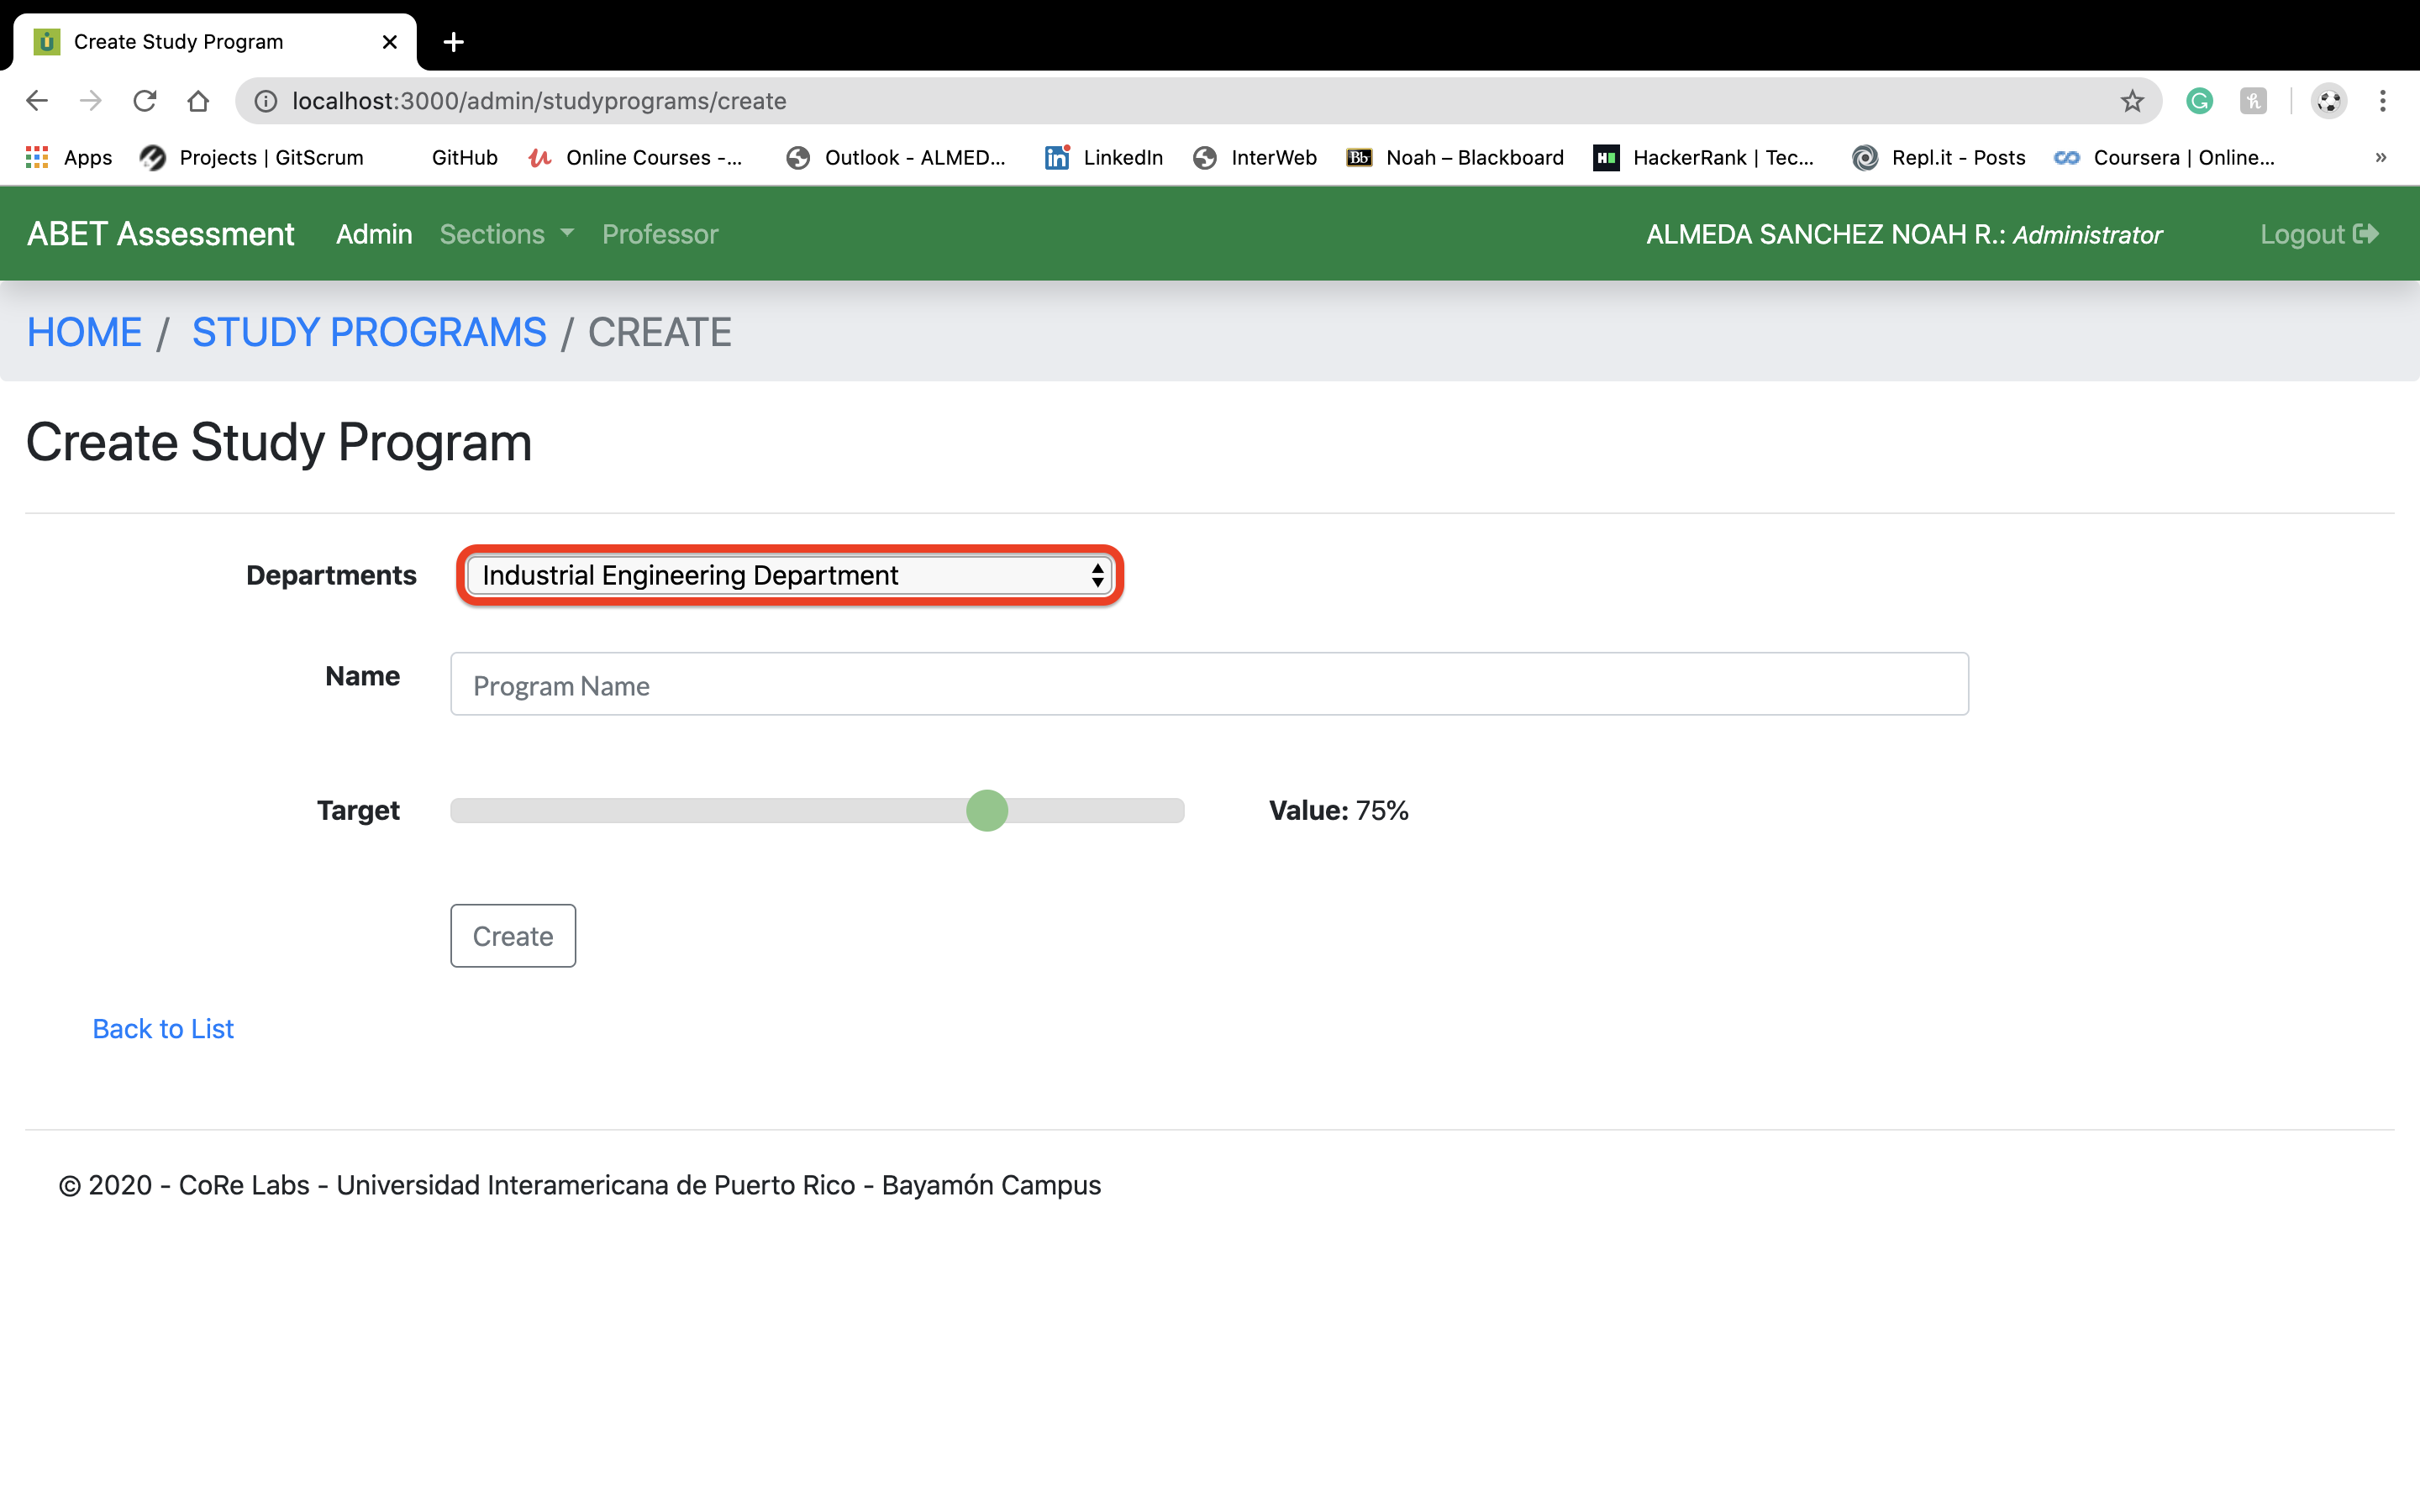 Create Study Program
localhost:3000/admin/studyprograms/create
Apps Projects | GitScrum GitHub Online Courses -... Outlook - ALMED... LinkedIn InterWeb Bb Noah – Blackboard HackerRank | Tec... Repl.it - Posts Coursera | Online... »
ABET Assessment Admin Sections Professor ALMEDA SANCHEZ NOAH R.: Administrator Logout
HOME / STUDY PROGRAMS / CREATE
Create Study Program
Departments Industrial Engineering Department
Name Program Name
Target Value: 75%
Create
Back to List
© 2020 - CoRe Labs - Universidad Interamericana de Puerto Rico - Bayamón Campus